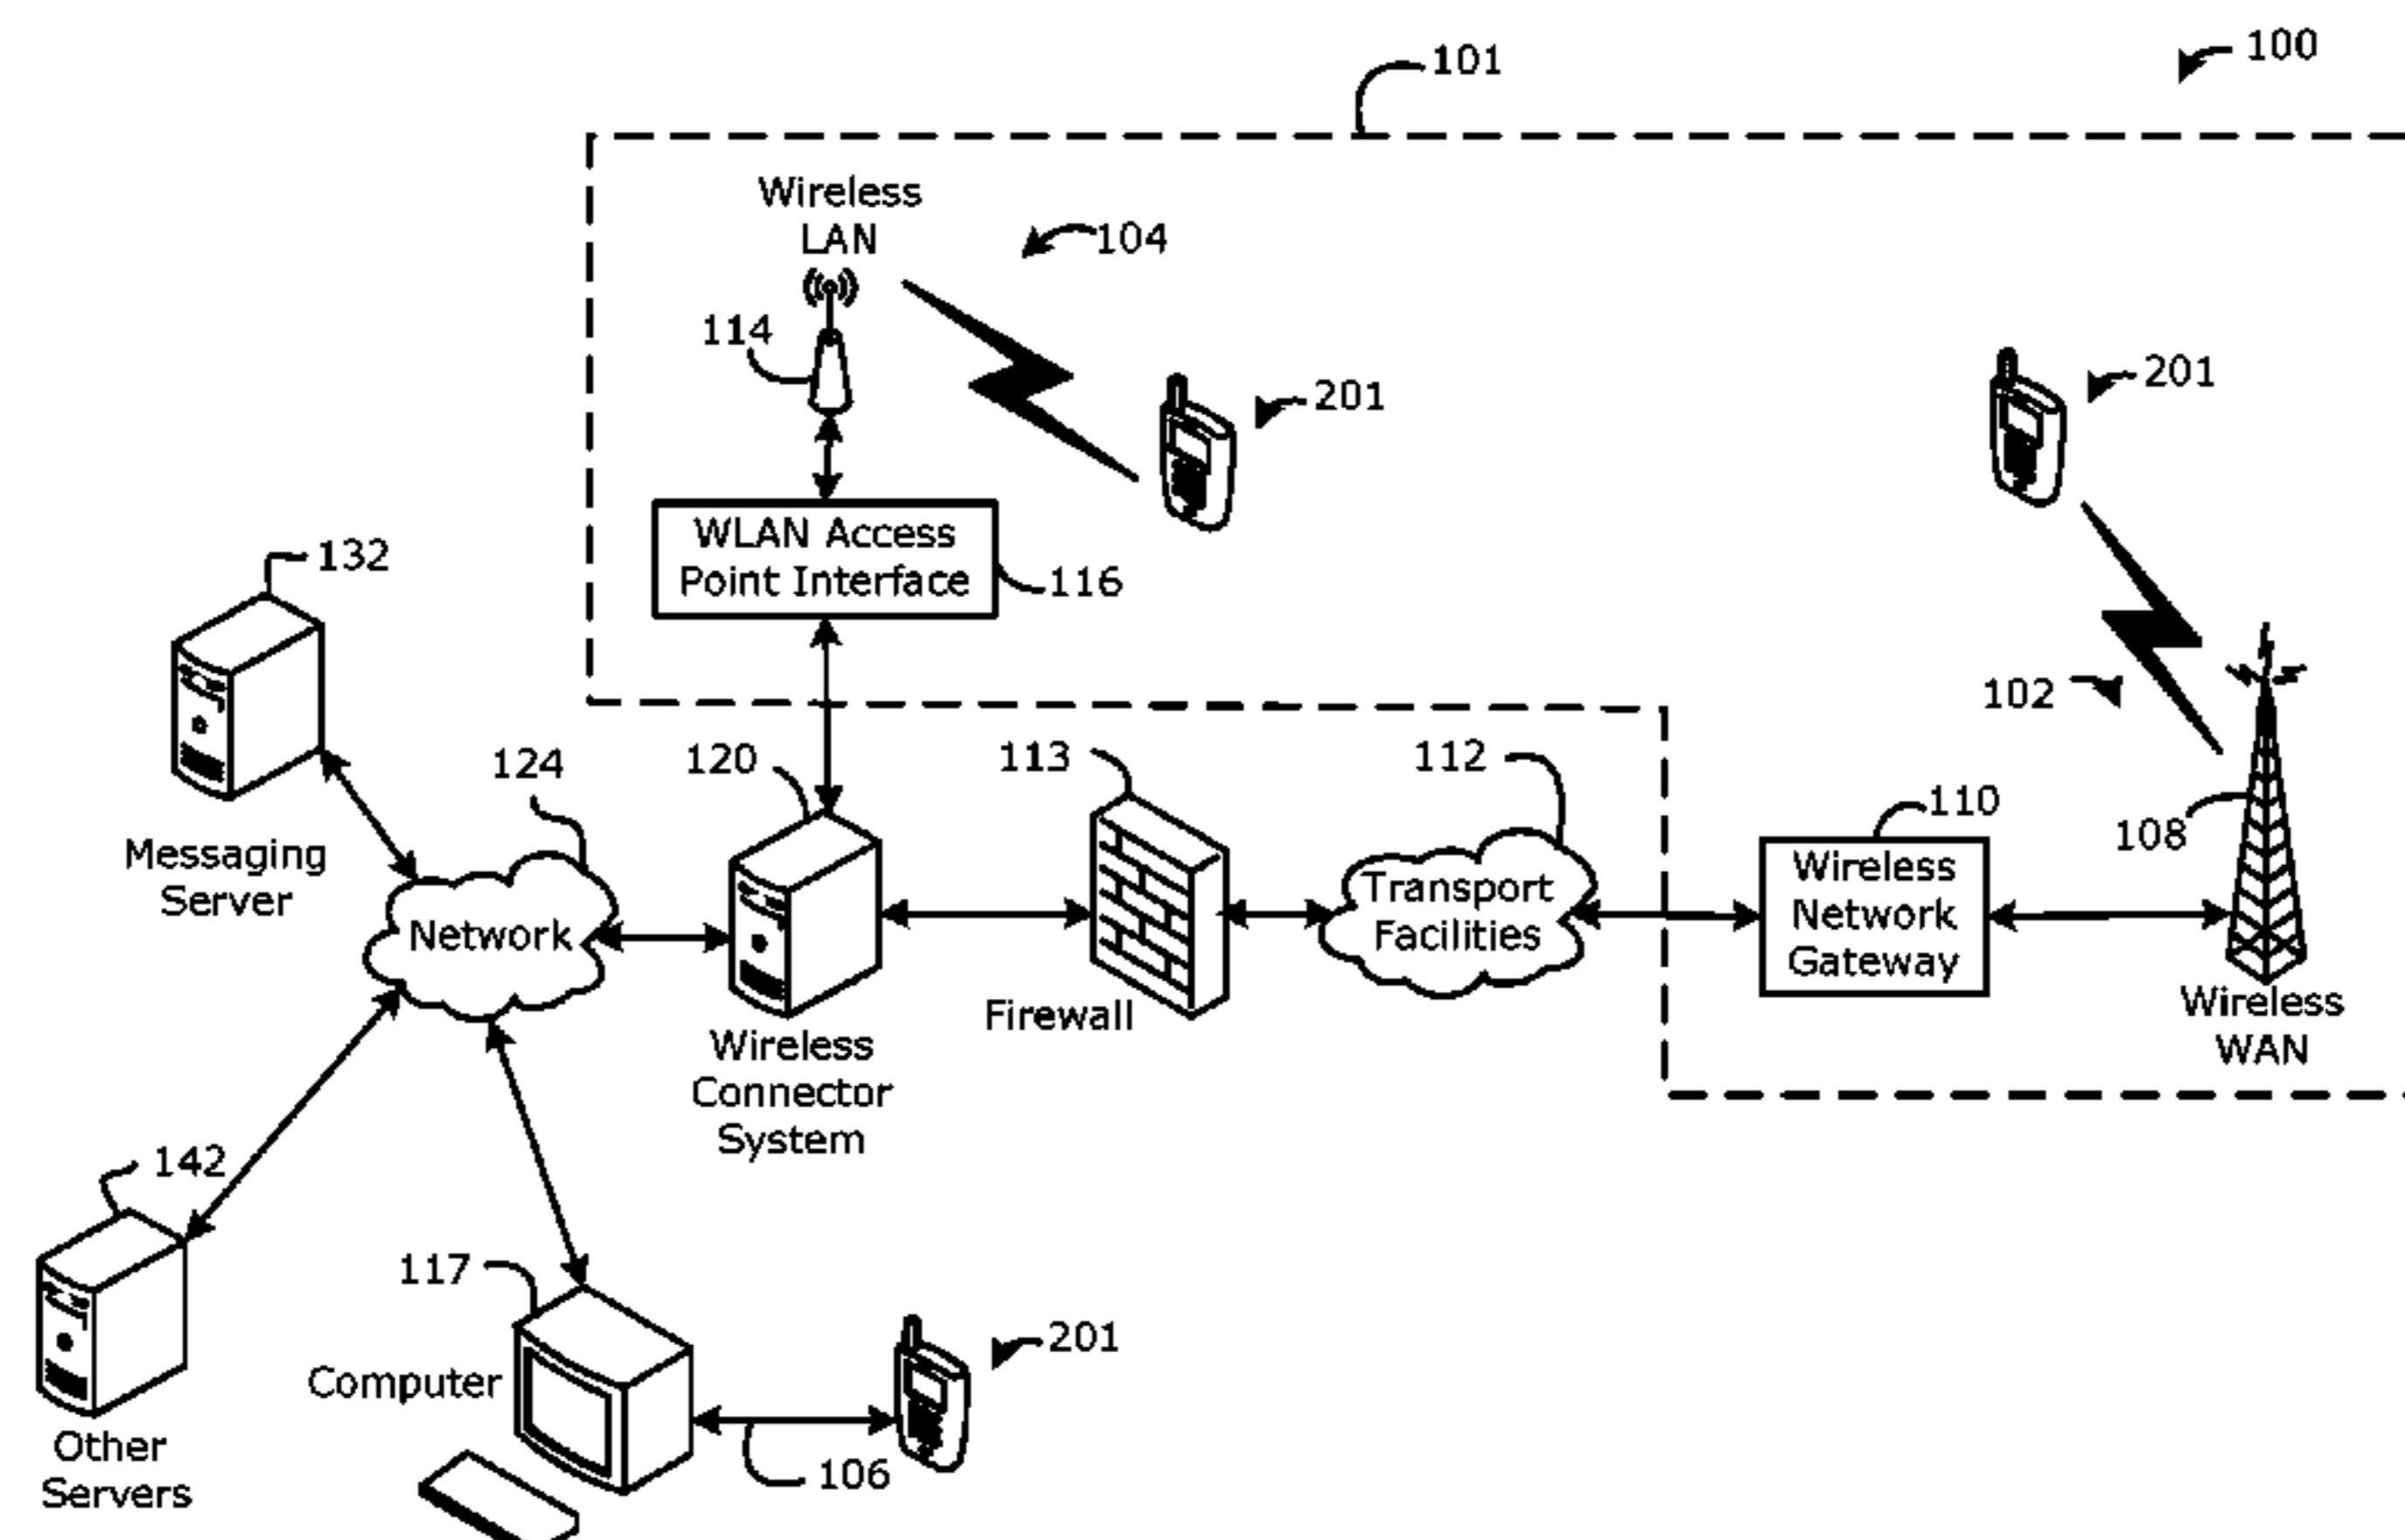 100
101
Wireless
LAN
104
114
201
201
WLAN Access
Point Interface
116
132
102
124
120
113
112
110
108
Messaging
Server
Network
Transport
Facilities
Wireless
Network
Gateway
Firewall
Wireless
WAN
Wireless
Connector
System
142
117
201
Computer
106
Other
Servers